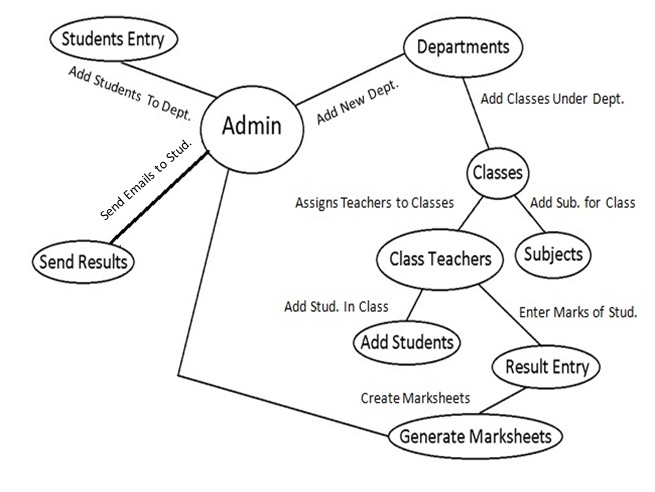 Students Entry
Departments
Add Students To Dept.
Add New Dept.
Add Classes Under Dept.
Admin
Send Emails to Stud.
Classes
Assigns Teachers to Classes
Add Sub. for Class
Send Results
Class Teachers
Subjects
Add Stud. In Class
Enter Marks of Stud.
Add Students
Result Entry
Create Marksheets
Generate Marksheets